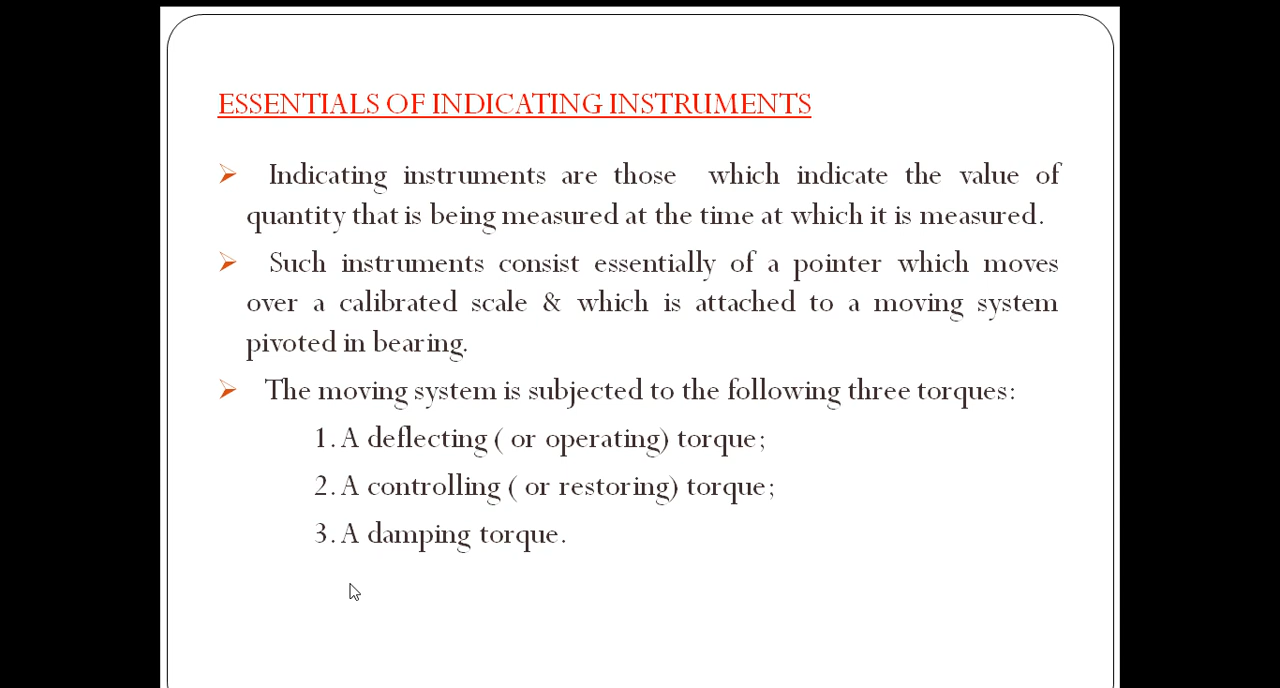 ESSENTIALS OF INDICATING INSTRUMENTS
Indicating instruments are those which indicate the value of
quantity that is being measured at the time at which it is measured.
Such instruments consist essentially of a pointer which moves
over a calibrated scale & which is attached to a moving system
pivoted in bearing.
The moving system is subjected to the following three torques:
1. A deflecting ( or operating) torque;
2. A controlling ( or restoring) torque;
3. A damping torque.